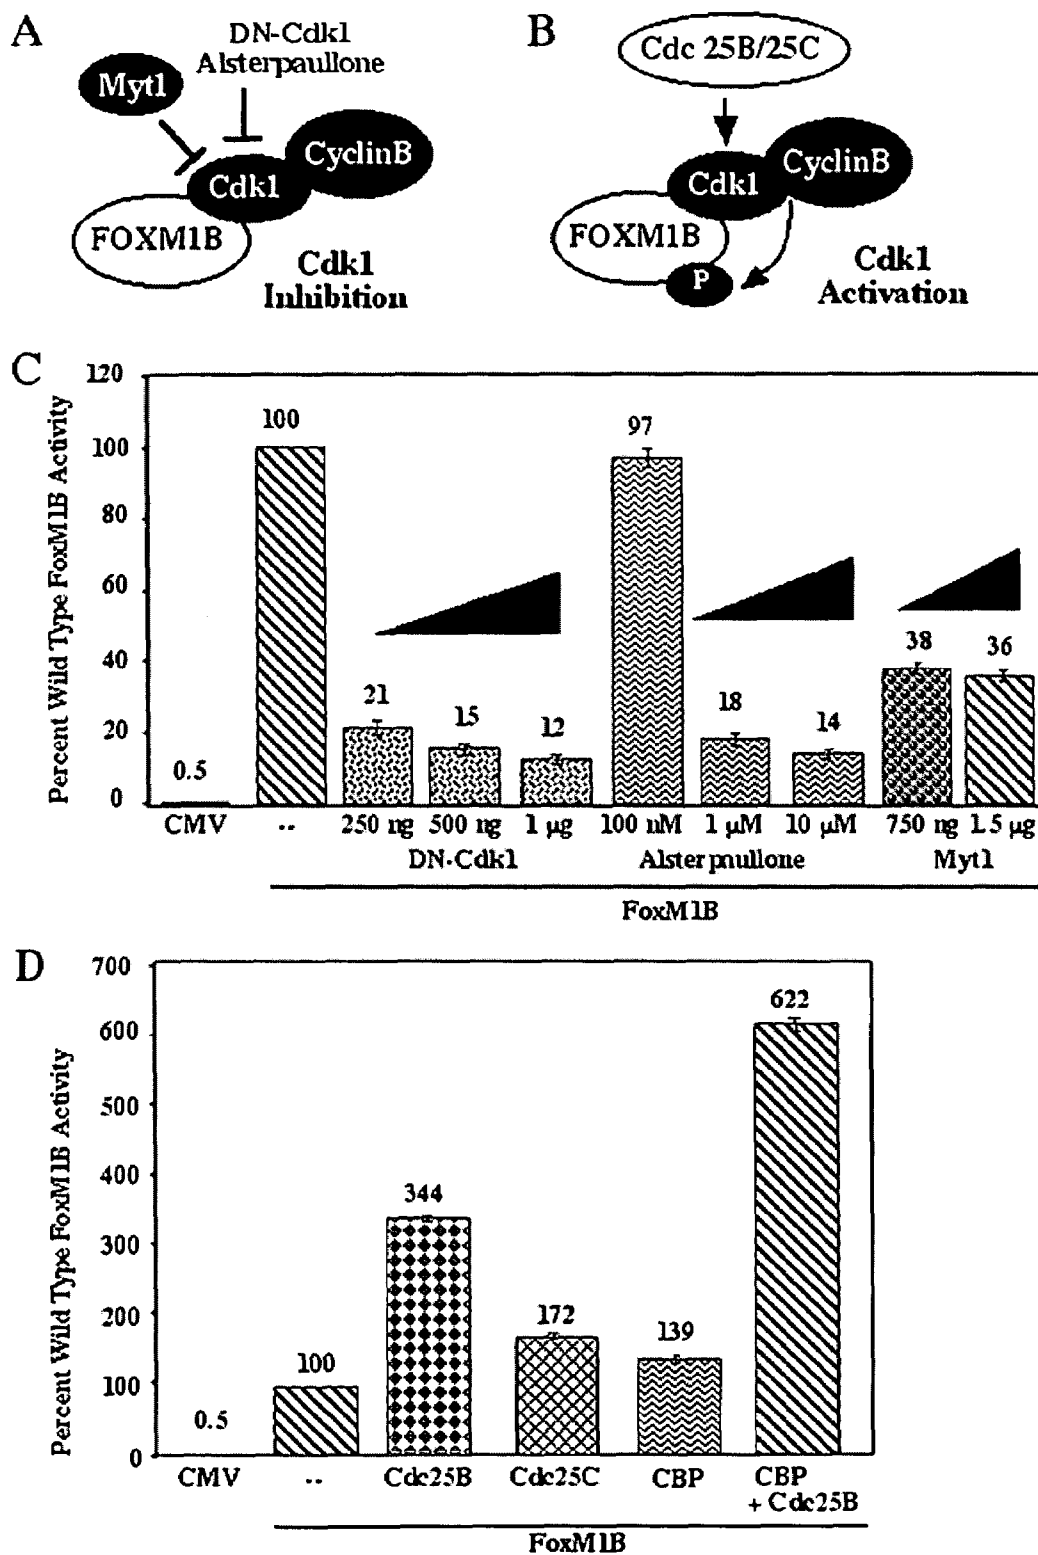 A
DN-Cdk1
Alsterpaullone
Myt1
CyclinB
Cdk1
FOXM1B
Cdk1
Inhibition
B
Cdc 25B/25C
CyclinB
Cdk1
FOXM1B
P
Cdk1
Activation
C
Percent Wild Type FoxM1B Activity
120
100
80
60
40
20
0
0.5
100
21
15
12
97
18
14
38
36
CMV -- 250 ng 500 ng 1 µg 100 nM 1 µM 10 µM 750 ng 1.5 µg
DN-Cdk1 Alsterpaullone Myt1
FoxM1B
D
Percent Wild Type FoxM1B Activity
700
600
500
400
300
200
100
0
0.5
100
344
172
139
622
CMV -- Cdc25B Cdc25C CBP CBP
+ Cdc25B
FoxM1B